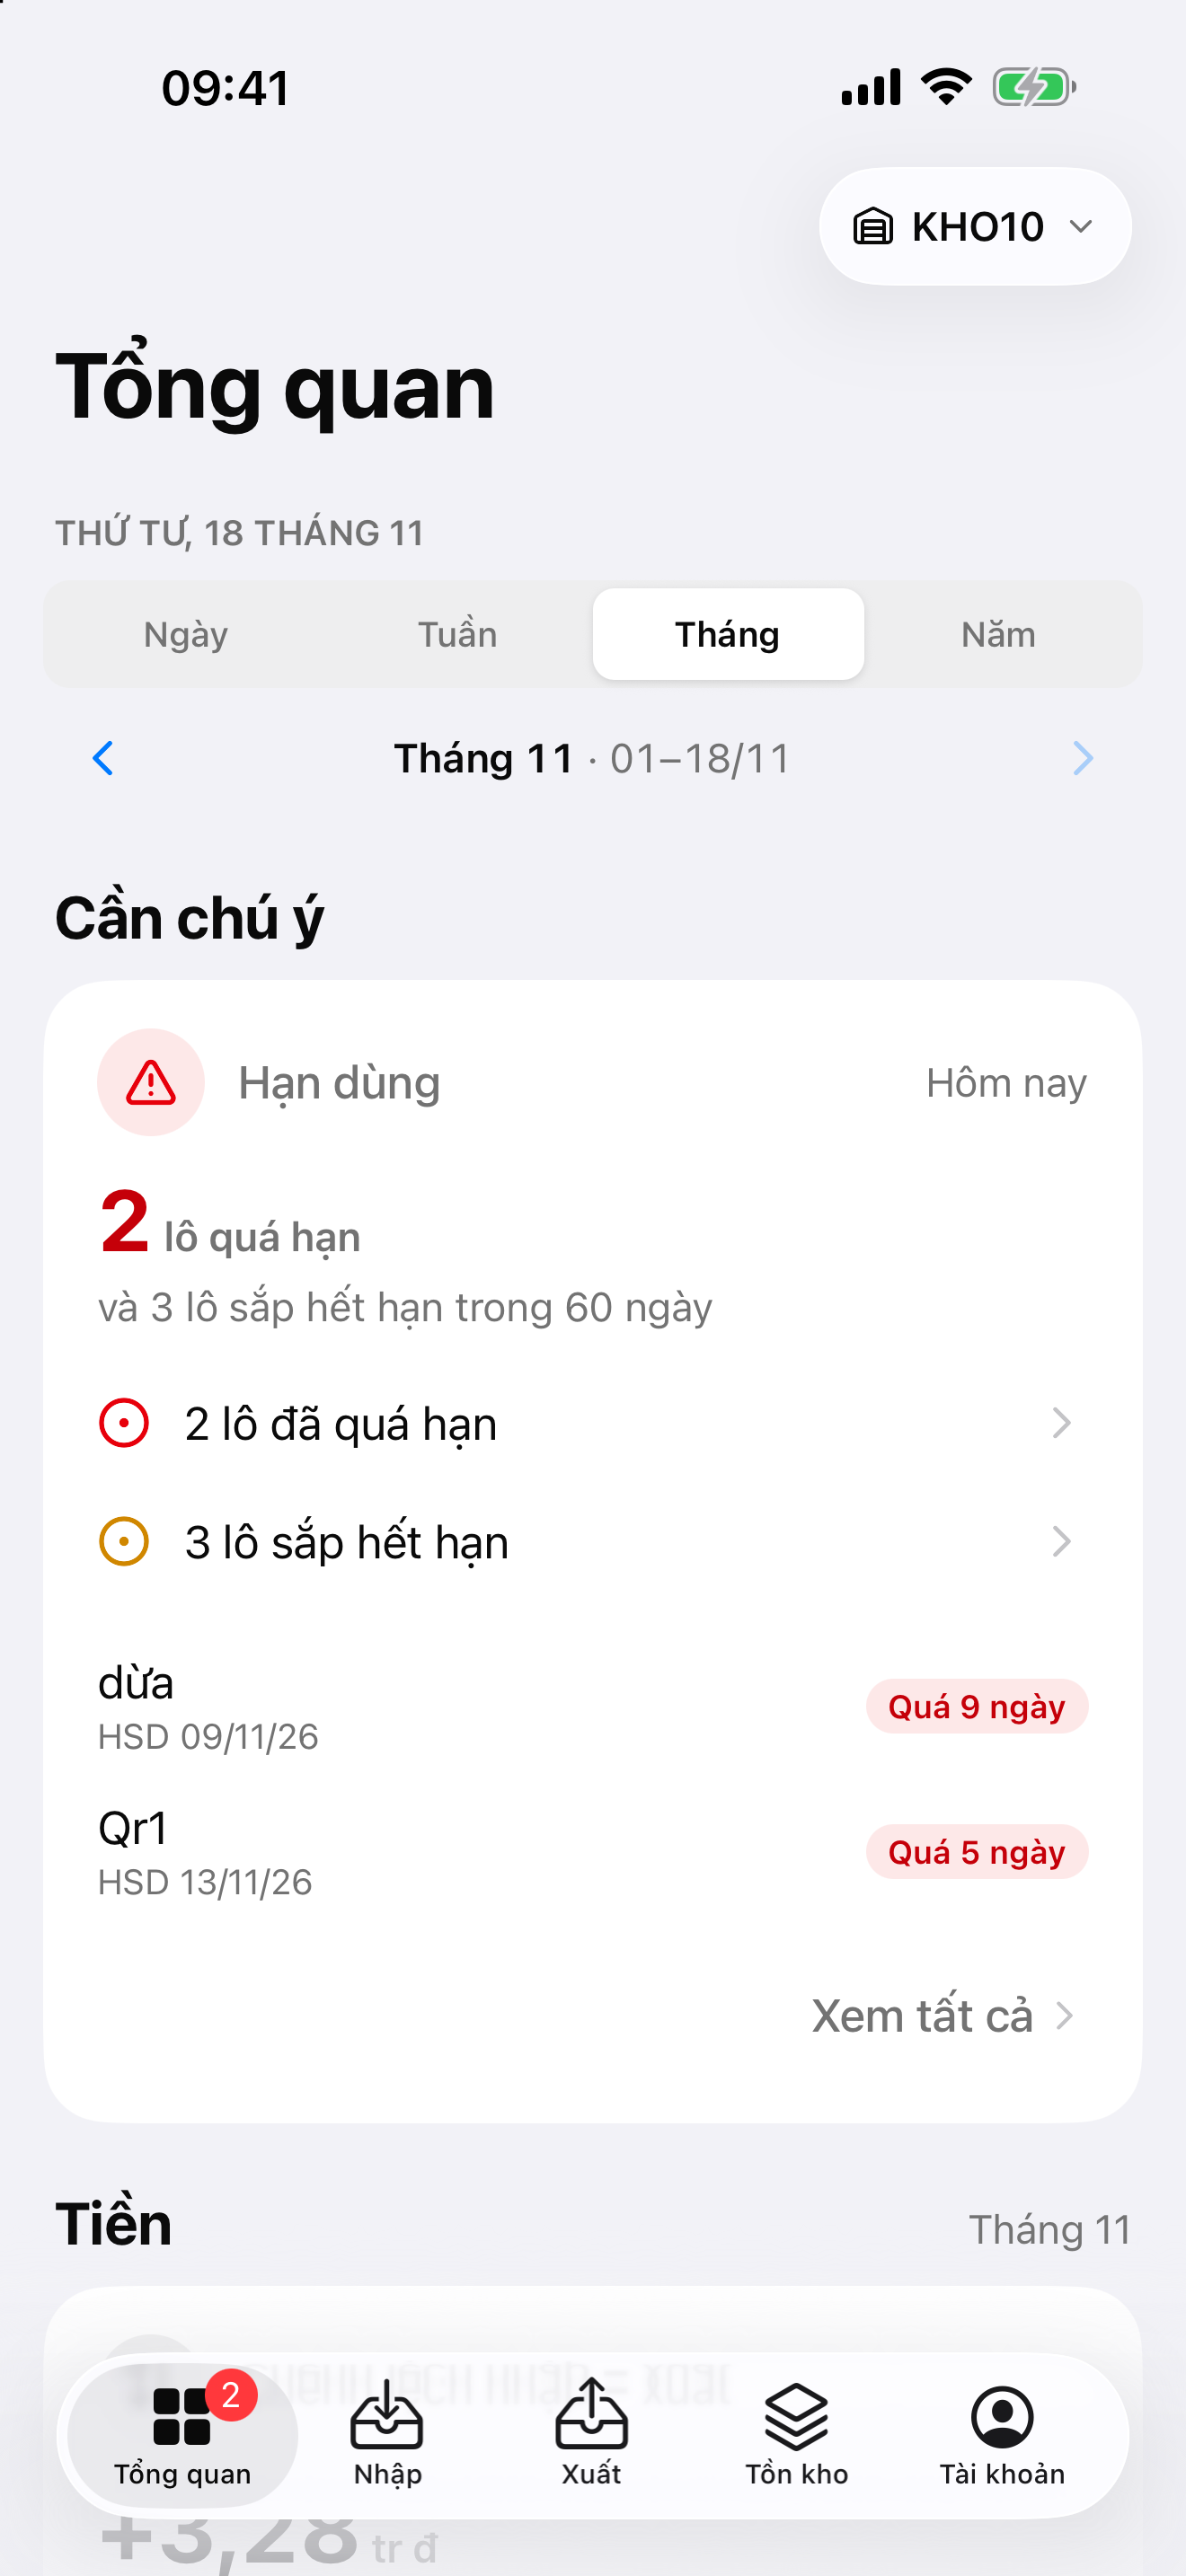 09:41
KHO10
Tổng quan
THỨ TƯ, 18 THÁNG 11
Ngày
Tuần
Tháng
Năm
Tháng 11 · 01–18/11
Cần chú ý
Hạn dùng
Hôm nay
2 lô quá hạn
và 3 lô sắp hết hạn trong 60 ngày
2 lô đã quá hạn
3 lô sắp hết hạn
dừa
Quá 9 ngày
HSD 09/11/26
Qr1
Quá 5 ngày
HSD 13/11/26
Xem tất cả
Tiền
Tháng 11
2
Tổng quan
Nhập
Xuất
Tồn kho
Tài khoản
+3,28 tr đ